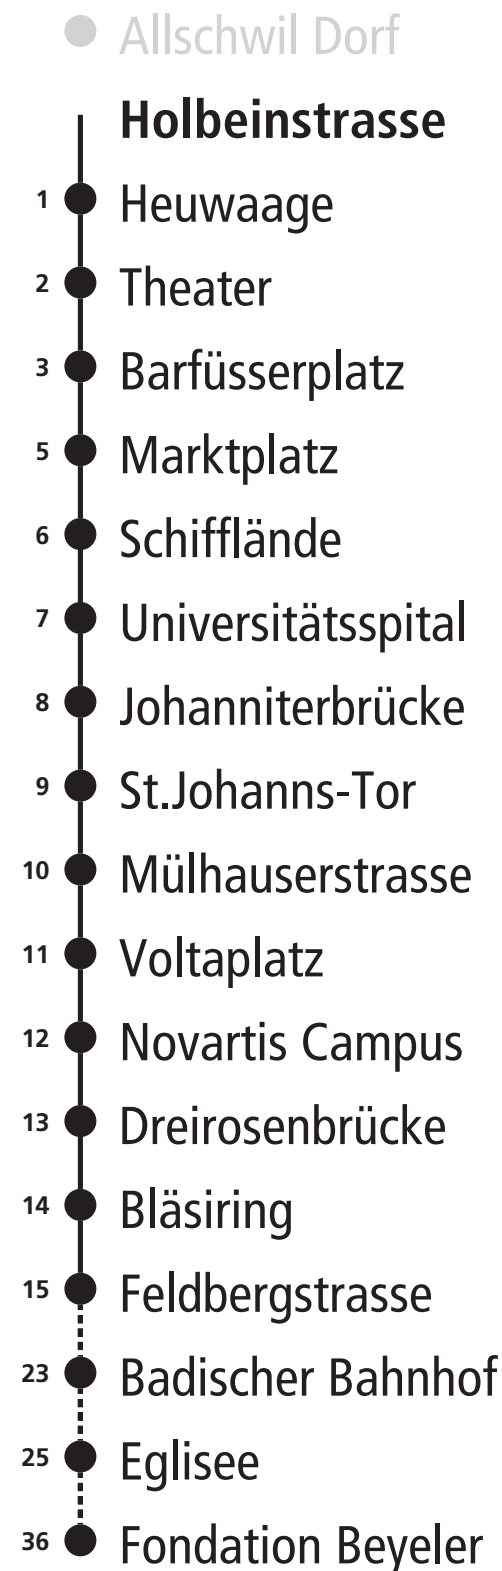 Allschwil Dorf
Holbeinstrasse
1 Heuwaage
2 Theater
3 Barfüsserplatz
5 Marktplatz
6 Schifflände
7 Universitätsspital
8 Johanniterbrücke
9 St.Johanns-Tor
10 Mülhauserstrasse
11 Voltaplatz
12 Novartis Campus
13 Dreirosenbrücke
14 Bläsiring
15 Feldbergstrasse
23 Badischer Bahnhof
25 Eglisee
36 Fondation Beyeler